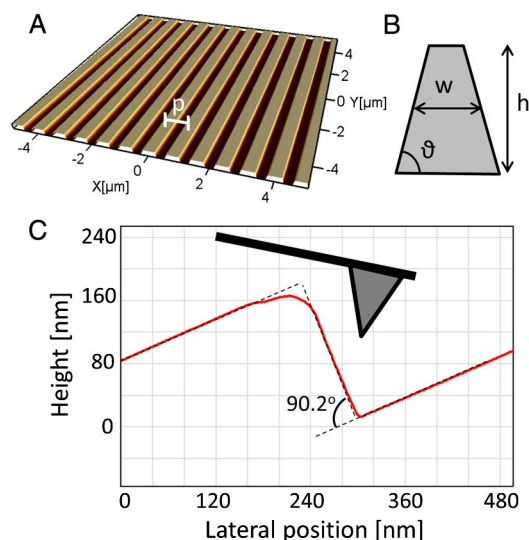 A
p
4
2
0
Y[µm]
-2
-4
-4
-2
0
2
4
X[µm]
B
w
h
ϑ
C
240
160
80
0
Height [nm]
90.2°
0 120 240 360 480
Lateral position [nm]